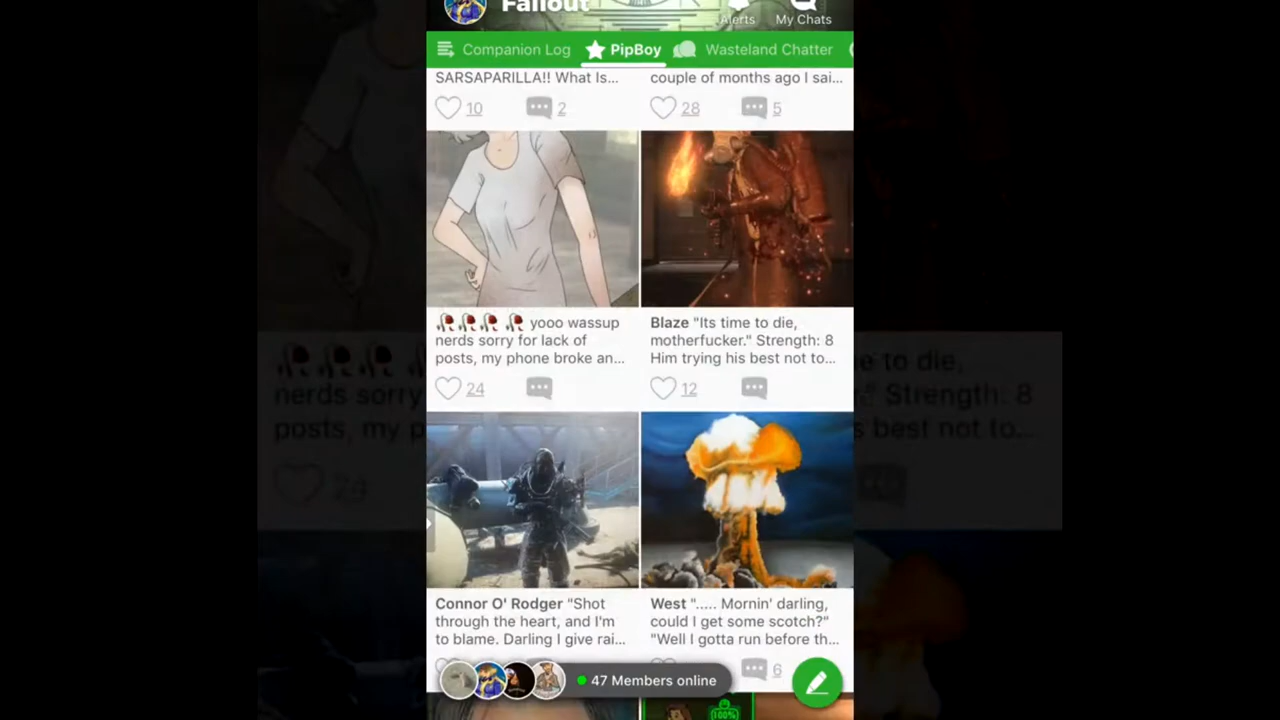 Fallout
Alerts
My Chats
Companion Log
PipBoy
Wasteland Chatter
SARSAPARILLA!! What Is...
10
2
couple of months ago I sai...
28
5
🥀🥀🥀 🥀 yooo wassup
nerds sorry for lack of
posts, my phone broke an...
24
Blaze "Its time to die,
motherfucker." Strength: 8
Him trying his best not to...
12
Connor O' Rodger “Shot
through the heart, and I'm
to blame. Darling I give rai...
West "..... Mornin' darling,
could I get some scotch?"
"Well I gotta run before th...
6
47 Members online
100%